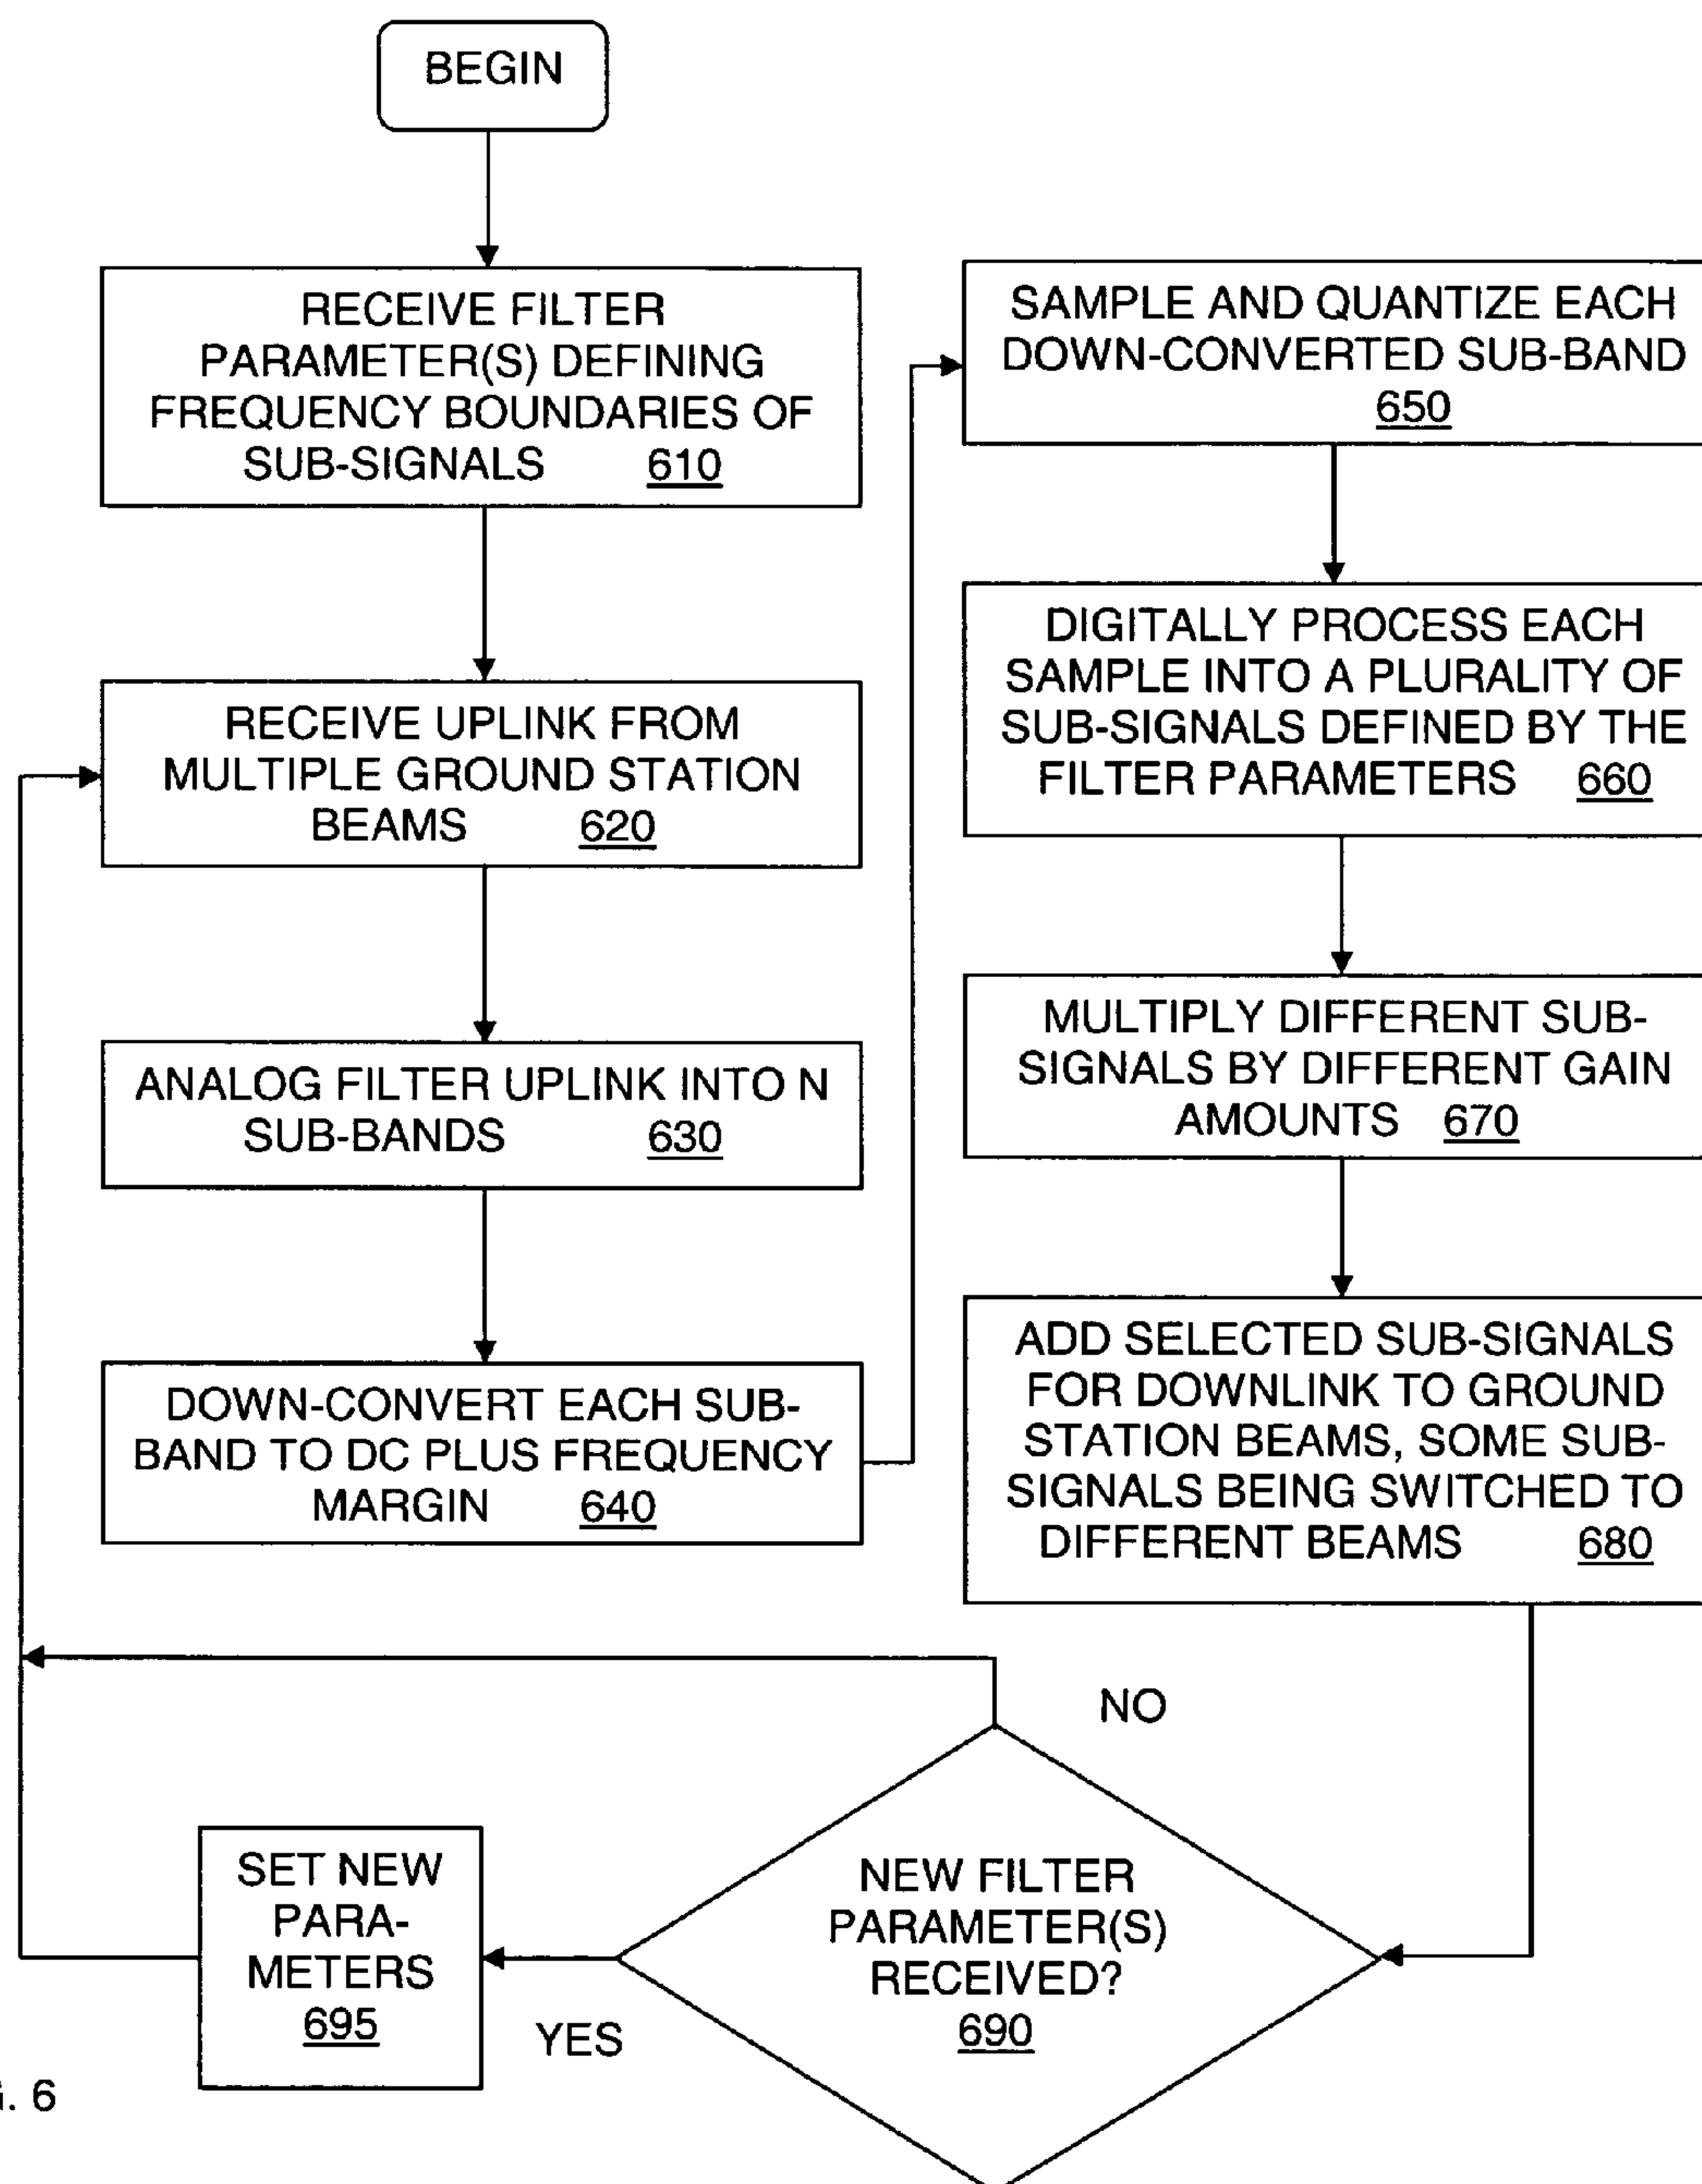 BEGIN
RECEIVE FILTER
PARAMETER(S) DEFINING
FREQUENCY BOUNDARIES OF
SUB-SIGNALS 610
RECEIVE UPLINK FROM
MULTIPLE GROUND STATION
BEAMS 620
ANALOG FILTER UPLINK INTO N
SUB-BANDS 630
DOWN-CONVERT EACH SUB-
BAND TO DC PLUS FREQUENCY
MARGIN 640
SAMPLE AND QUANTIZE EACH
DOWN-CONVERTED SUB-BAND
650
DIGITALLY PROCESS EACH
SAMPLE INTO A PLURALITY OF
SUB-SIGNALS DEFINED BY THE
FILTER PARAMETERS 660
MULTIPLY DIFFERENT SUB-
SIGNALS BY DIFFERENT GAIN
AMOUNTS 670
ADD SELECTED SUB-SIGNALS
FOR DOWNLINK TO GROUND
STATION BEAMS, SOME SUB-
SIGNALS BEING SWITCHED TO
DIFFERENT BEAMS 680
NO
NEW FILTER
PARAMETER(S)
RECEIVED?
690
YES
SET NEW
PARA-
METERS
695
. 6